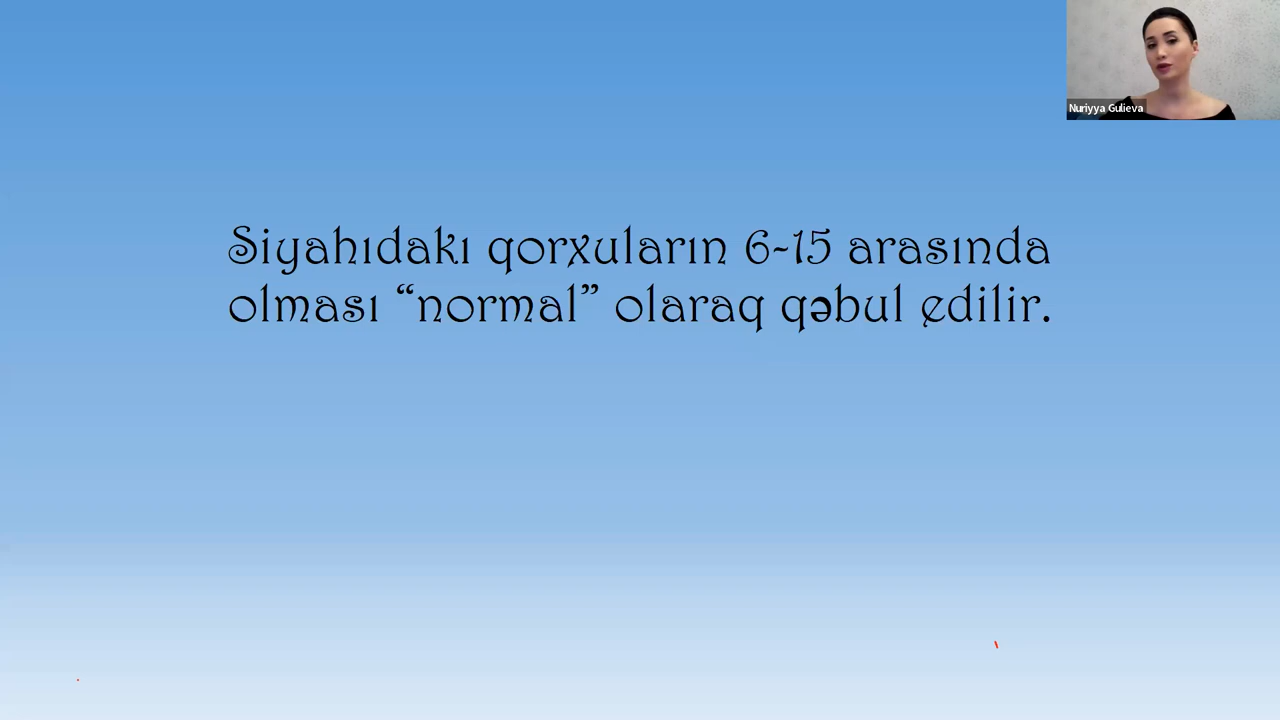 Nuriyya Gulieva
Siyahıdakı qorxuların 6-15 arasında
olması “normal” olaraq qəbul edilir.